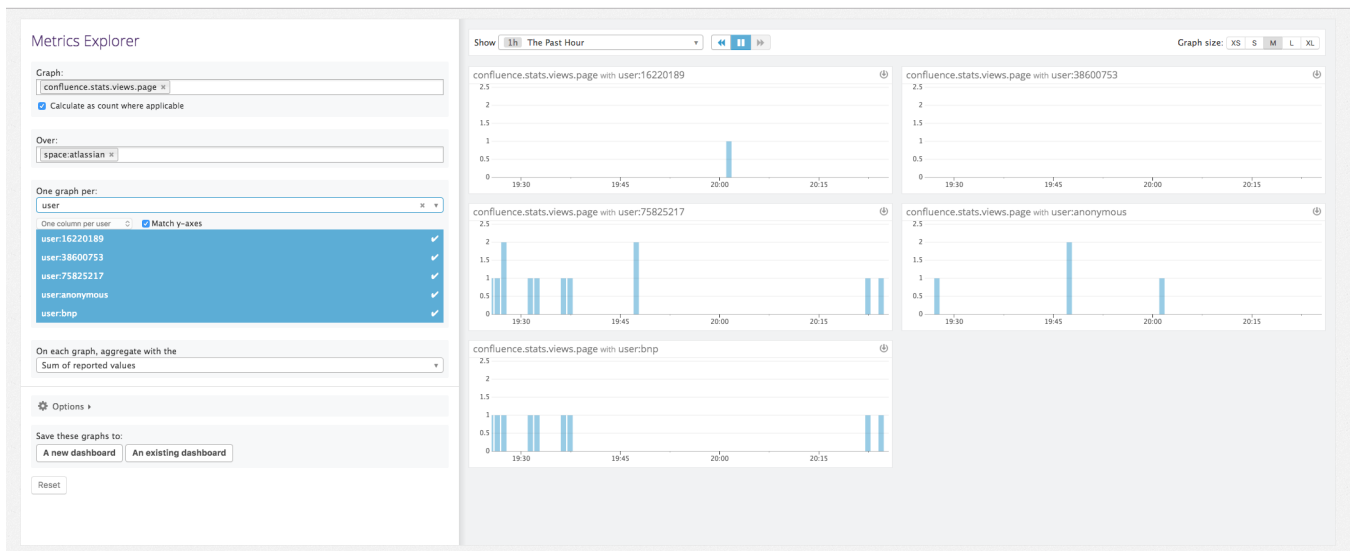 Metrics Explorer
Graph:
confluence.stats.views.page ×
Calculate as count where applicable
Over:
space:atlassian ×
One graph per:
user × ▾
One column per user Match y-axes
user:16220189 ✔
user:38600753 ✔
user:75825217 ✔
user:anonymous ✔
user:bnp ✔
On each graph, aggregate with the
Sum of reported values ▾
Options ▸
Save these graphs to:
A new dashboard An existing dashboard
Reset
Show 1h The Past Hour ▾
Graph size: XS S M L XL
confluence.stats.views.page with user:16220189
2.5
2
1.5
1
0.5
0
19:30 19:45 20:00 20:15
confluence.stats.views.page with user:38600753
2.5
2
1.5
1
0.5
0
19:30 19:45 20:00 20:15
confluence.stats.views.page with user:75825217
2.5
2
1.5
1
0.5
0
19:30 19:45 20:00 20:15
confluence.stats.views.page with user:anonymous
2.5
2
1.5
1
0.5
0
19:30 19:45 20:00 20:15
confluence.stats.views.page with user:bnp
2.5
2
1.5
1
0.5
0
19:30 19:45 20:00 20:15